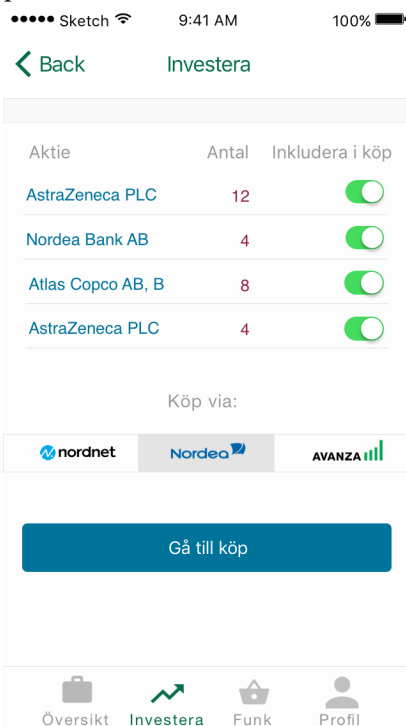 Sketch 9:41 AM 100%
Back Investera
Aktie Antal Inkludera i köp
AstraZeneca PLC 12
Nordea Bank AB 4
Atlas Copco AB, B 8
AstraZeneca PLC 4
Köp via:
nordnet Nordea AVANZA
Gå till köp
Översikt Investera Funk Profil